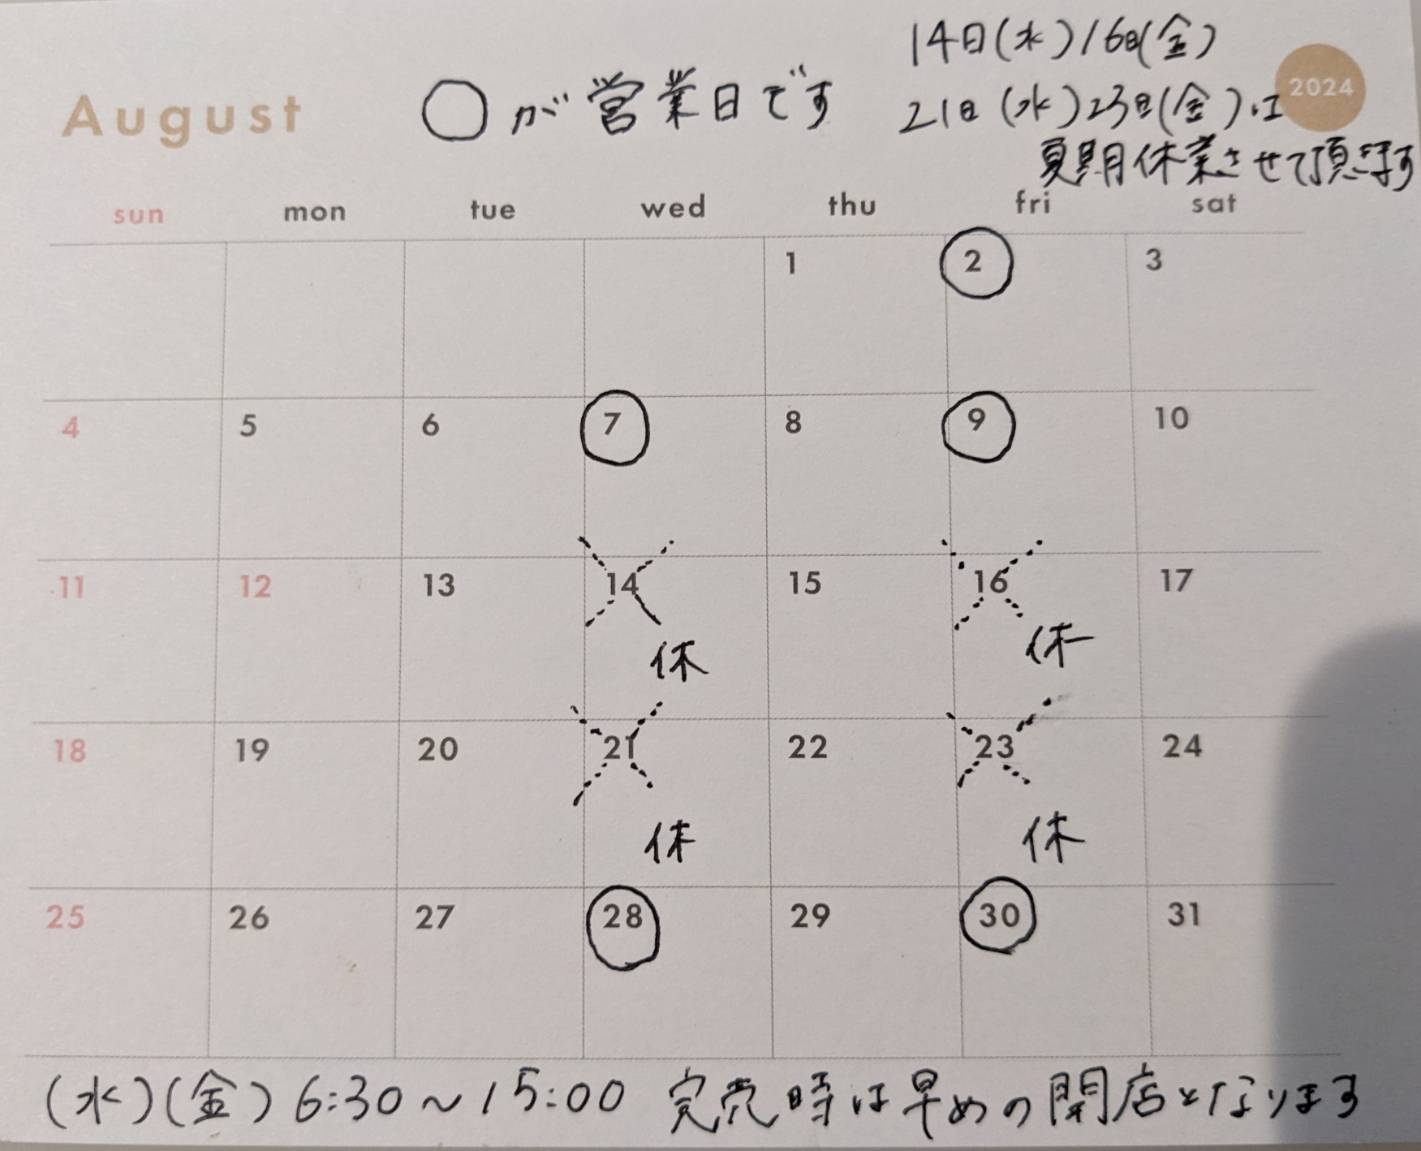 14日(水)16日(金)
August
○が営業日です
21日(水)23日(金)は
2024
夏期休業させて頂きます
sun mon tue wed thu fri sat
1 2 3
4 5 6 7 8 9 10
11 12 13 14 15 16 17
休 休
18 19 20 21 22 23 24
休 休
25 26 27 28 29 30 31
(水)(金) 6:30〜15:00 完売時は早めの閉店となります